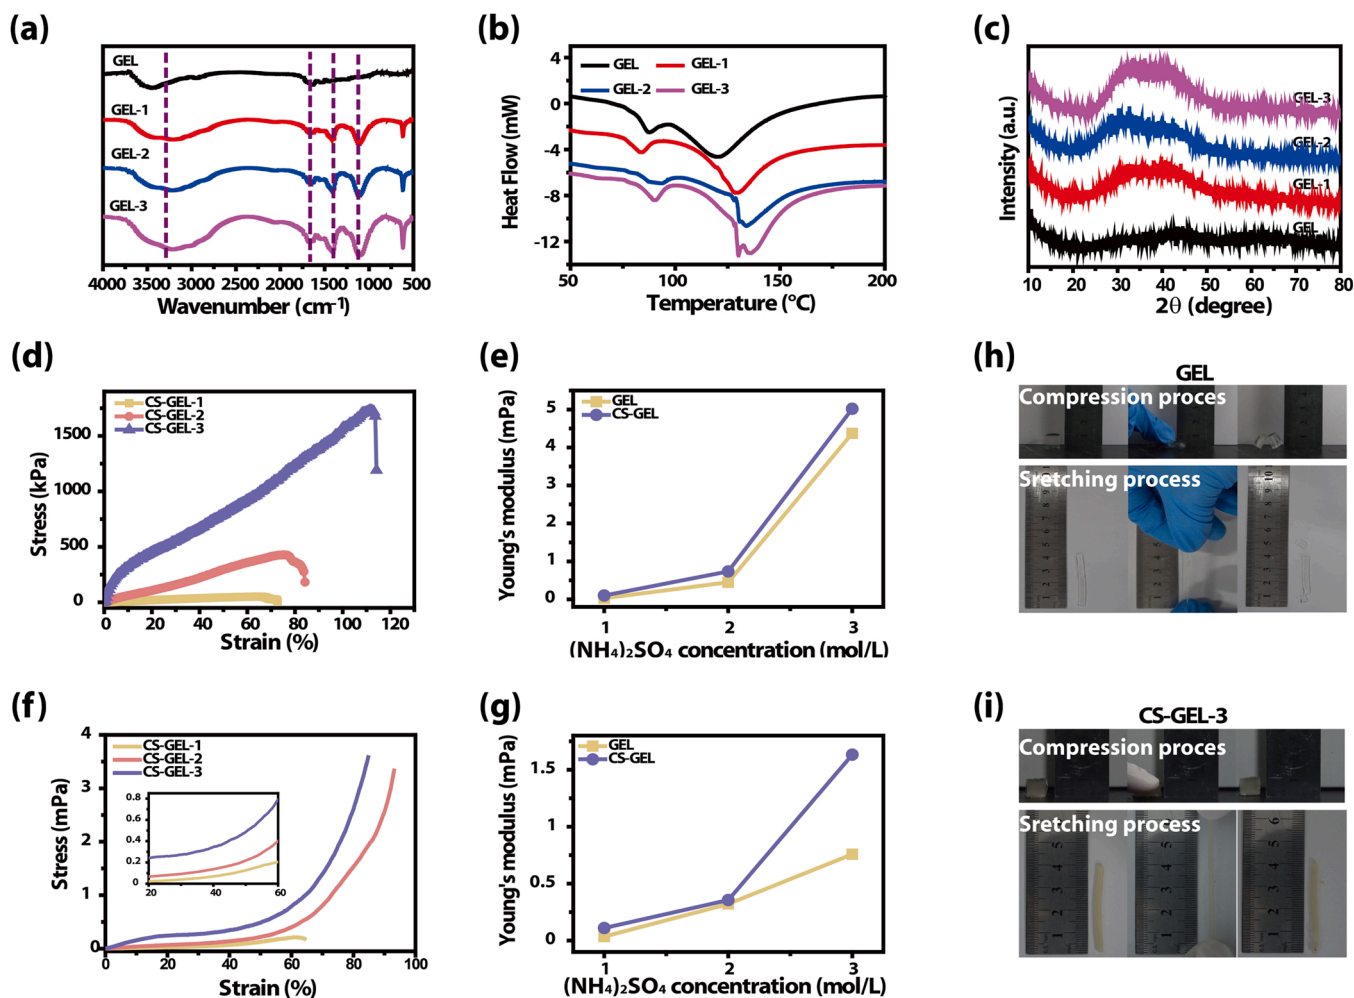 (a)
GEL
GEL-1
GEL-2
GEL-3
4000 3500 3000 2500 2000 1500 1000 500
Wavenumber (cm-1)
(b)
GEL GEL-1
GEL-2 GEL-3
4
0
-4
-8
-12
Heat Flow (mW)
50 100 150 200
Temperature (°C)
(c)
GEL-3
GEL-2
GEL-1
GEL
Intensity (a.u.)
10 20 30 40 50 60 70 80
2θ (degree)
(d)
CS-GEL-1
CS-GEL-2
CS-GEL-3
1500
1000
500
0
Stress (kPa)
0 20 40 60 80 100 120
Strain (%)
(e)
GEL
CS-GEL
5
4
3
2
1
0
Young's modulus (mPa)
1 2 3
(NH₄)₂SO₄ concentration (mol/L)
(h)
GEL
Compression proces
Sretching process
(f)
CS-GEL-1
CS-GEL-2
CS-GEL-3
4
3
2
1
0
Stress (mPa)
0.8
0.6
0.4
0.2
0
20 40 60
0 20 40 60 80 100
Strain (%)
(g)
GEL
CS-GEL
1.5
1
0.5
0
Young's modulus (mPa)
1 2 3
(NH₄)₂SO₄ concentration (mol/L)
(i)
CS-GEL-3
Compression proces
Sretching process